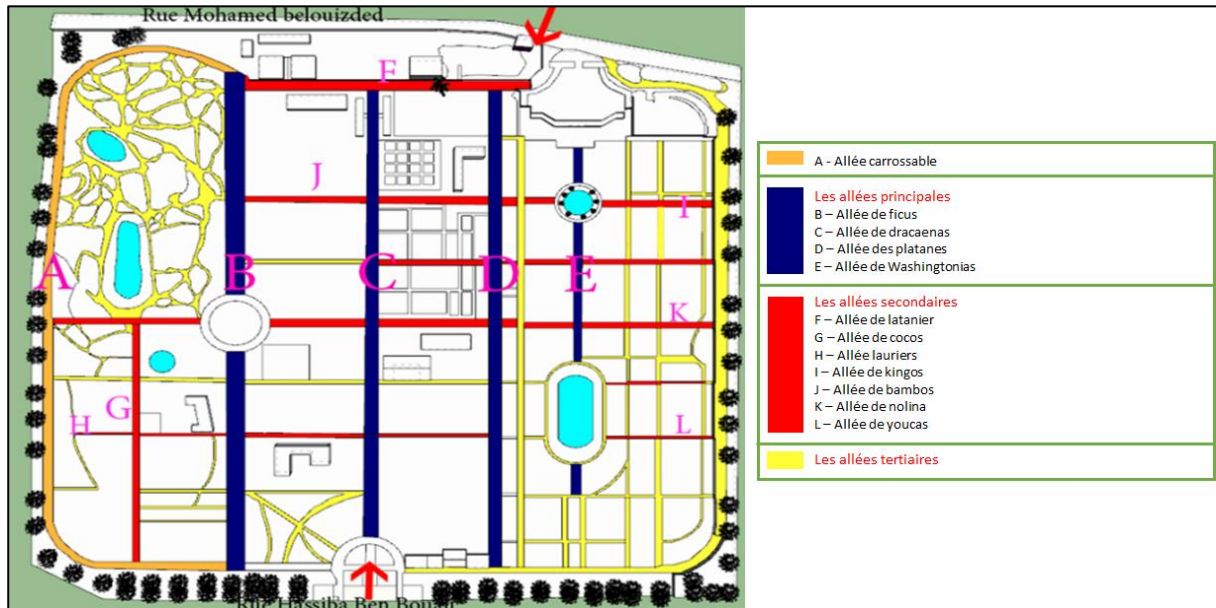 Rue Mohamed belouizded
F
J
I
A
B
C
D
E
K
G
H
L
Rue Hassiba Ben Bouali
A - Allée carrossable
Les allées principales
B – Allée de ficus
C – Allée de dracaenas
D – Allée des platanes
E – Allée de Washingtonias
Les allées secondaires
F – Allée de latanier
G – Allée de cocos
H – Allée lauriers
I – Allée de kingos
J – Allée de bambos
K – Allée de nolina
L – Allée de youcas
Les allées tertiaires